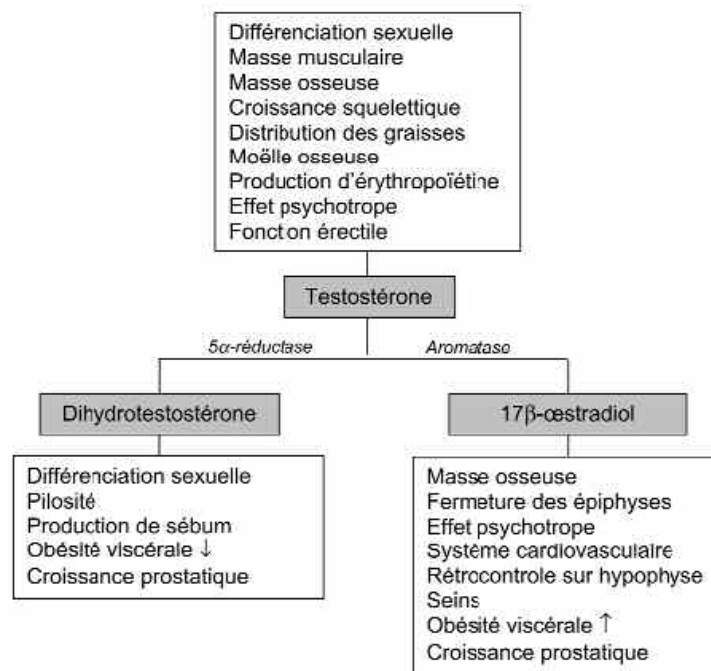 Différenciation sexuelle
Masse musculaire
Masse osseuse
Croissance squelettique
Distribution des graisses
Moëlle osseuse
Production d'érythropoïétine
Effet psychotrope
Fonct on érectile
Testostérone
5α-réductase
Aromatase
Dihydrotestostérone
17β-œstradiol
Différenciation sexuelle
Pilosité
Production de sébum
Obésité viscérale ↓
Croissance prostatique
Masse osseuse
Fermeture des épiphyses
Effet psychotrope
Système cardiovasculaire
Rétrocontrole sur hypophyse
Seins
Obésité viscérale ↑
Croissance prostatique